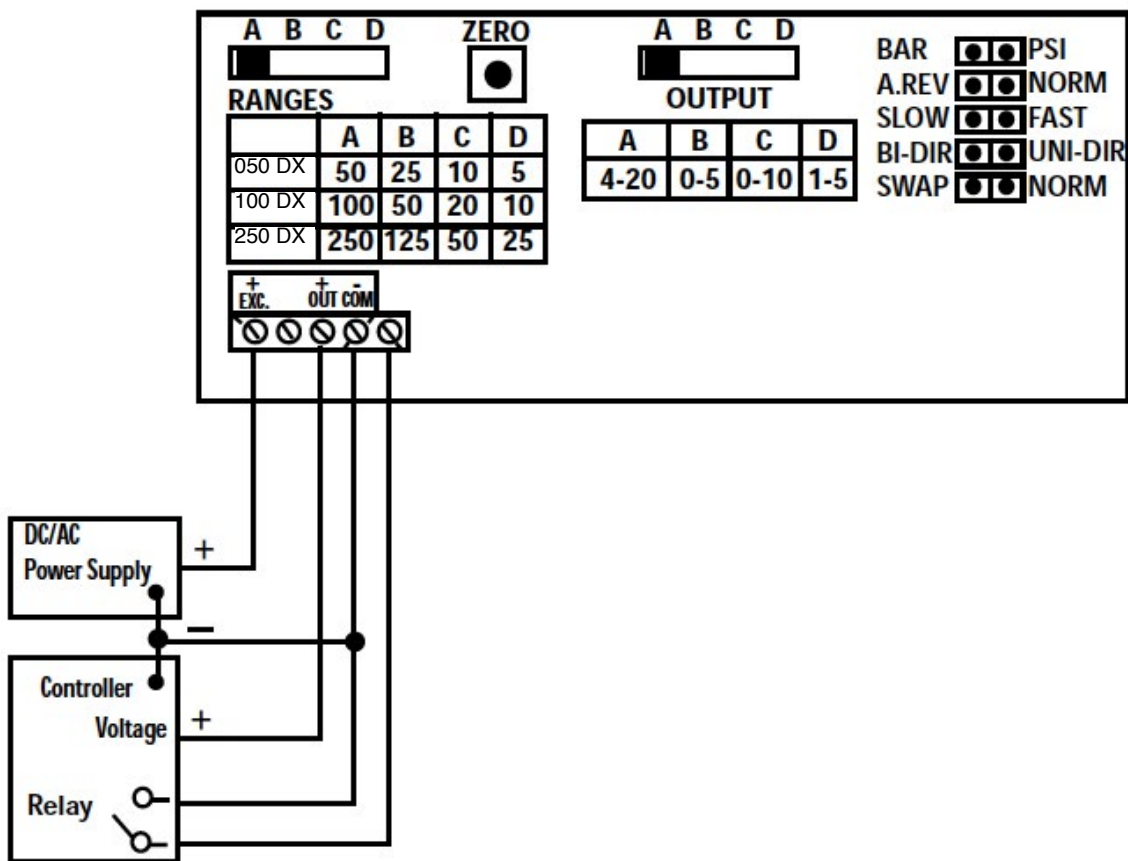 A B C D
ZERO
RANGES
A B C D
050 DX 50 25 10 5
100 DX 100 50 20 10
250 DX 250 125 50 25
A B C D
OUTPUT
A B C D
4-20 0-5 0-10 1-5
BAR PSI
A.REV NORM
SLOW FAST
BI-DIR UNI-DIR
SWAP NORM
+ + -
EXC. OUT COM
DC/AC
Power Supply
+
−
Controller
Voltage
+
Relay